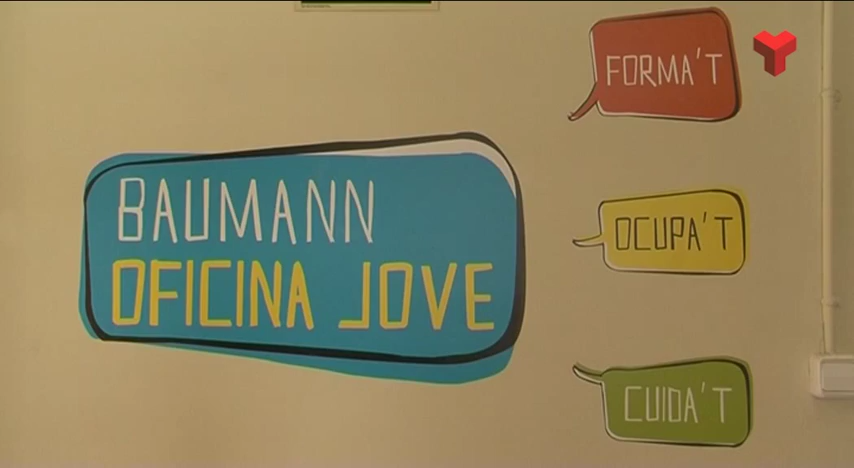 BAUMANN
OFICINA JOVE
FORMA'T
OCUPA'T
CUIDA'T